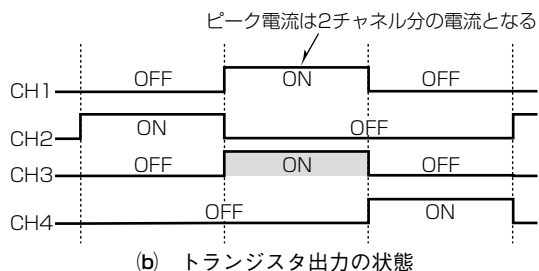 ピーク電流は2チャネル分の電流となる
CH1 OFF ON OFF
CH2 ON OFF
CH3 OFF ON OFF
CH4 OFF ON
(b) トランジスタ出力の状態